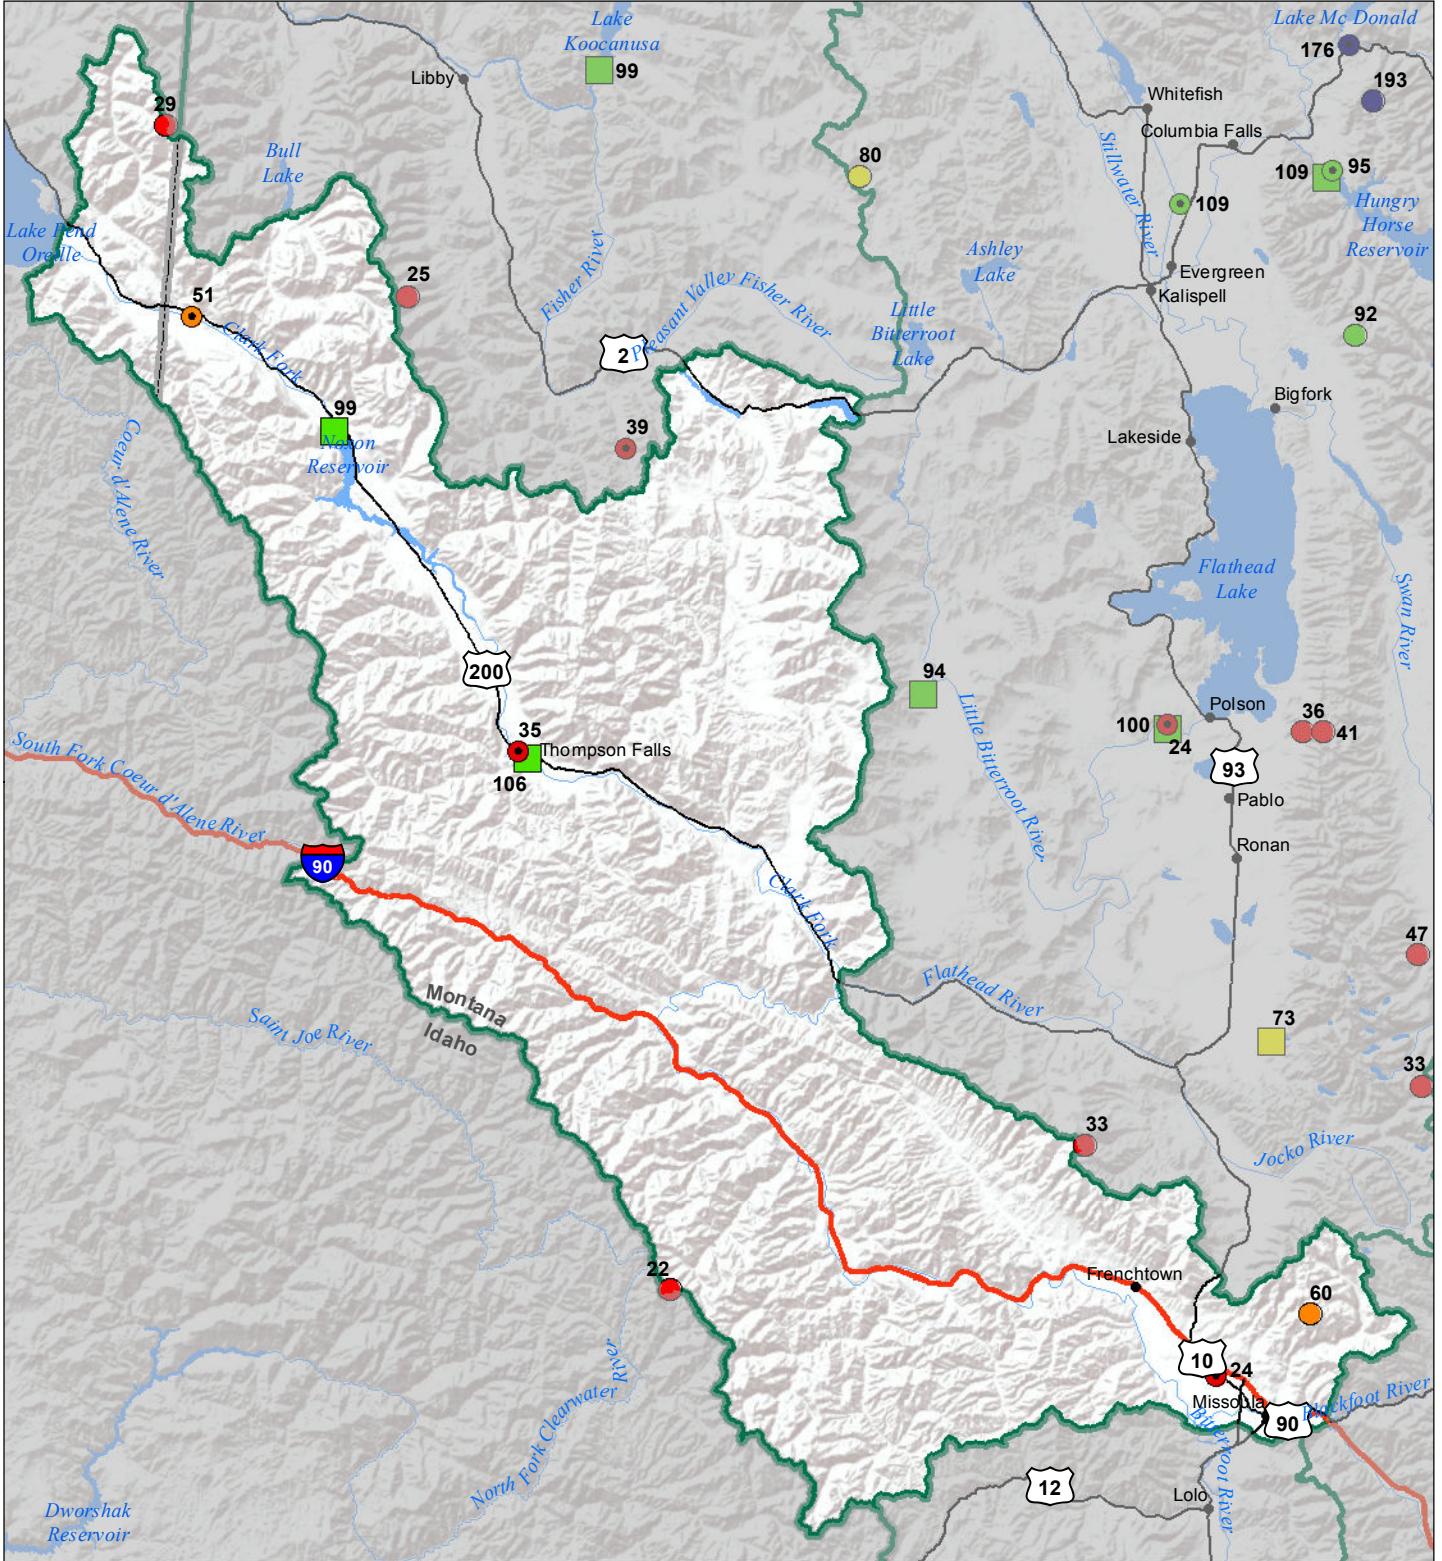 Lake Mc Donald
176
193
Lake
Koocanusa
99
Libby
Whitefish
Columbia Falls
Stillwater River
109
95
Hungry
Horse
Reservoir
109
29
Bull
Lake
80
Lake Pend
Oreille
25
Fisher River
Ashley
Lake
Evergreen
Kalispell
51
Clark Fork
2
Pleasant Valley Fisher River
Little
Bitterroot
Lake
92
Bigfork
99
Noxon
Reservoir
39
Lakeside
Coeur d'Alene River
Flathead
Lake
Swan River
200
94
Little Bitterroot River
Polson
100
24
36
41
35
Thompson Falls
106
93
Pablo
South Fork Coeur d'Alene River
Ronan
90
Clark Fork
47
Flathead River
Montana
Idaho
Saint Joe River
73
33
33
Jocko River
22
Frenchtown
60
10
24
Missoula
90
Blackfoot River
Bitterroot River
North Fork Clearwater River
12
Lolo
Dworshak
Reservoir